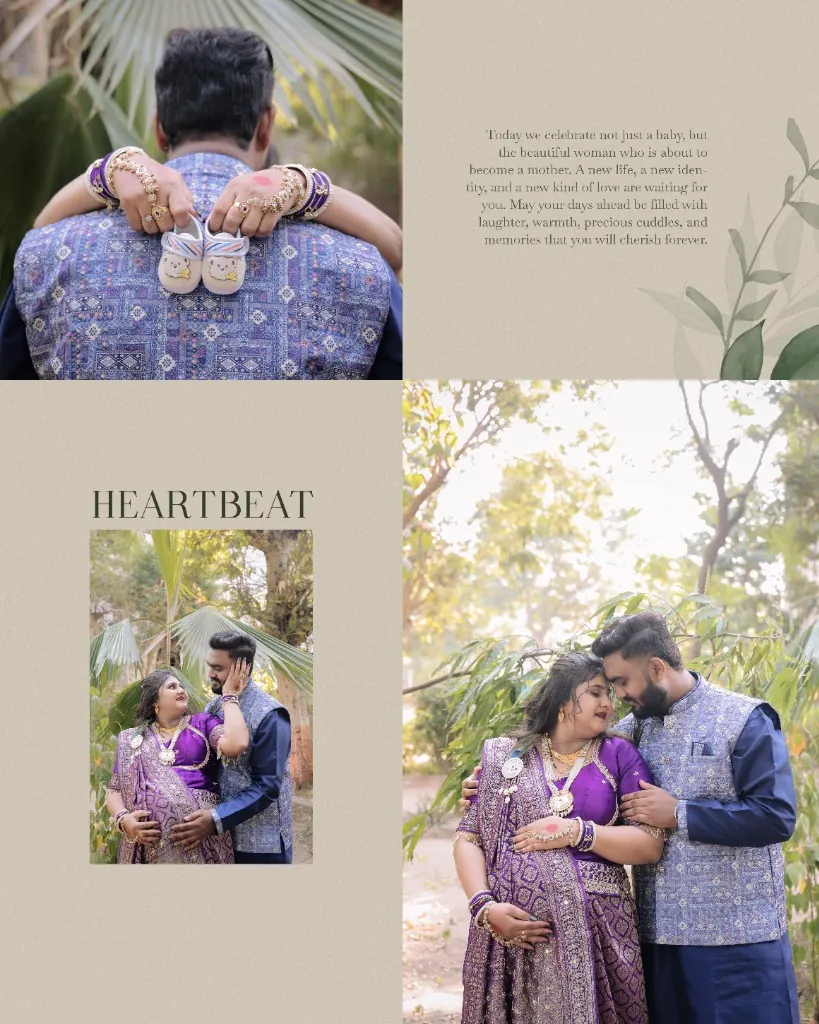 Today we celebrate not just a baby, but
the beautiful woman who is about to
become a mother. A new life, a new iden-
tity, and a new kind of love are waiting for
you. May your days ahead be filled with
laughter, warmth, precious cuddles, and
memories that you will cherish forever.
HEARTBEAT